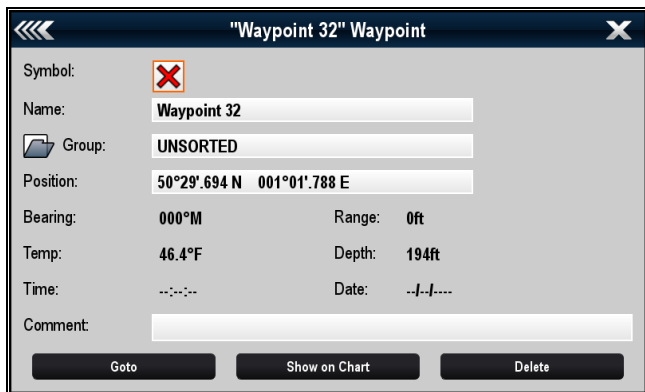 "Waypoint 32" Waypoint
Symbol:
Name: Waypoint 32
Group: UNSORTED
Position: 50°29'.694 N 001°01'.788 E
Bearing: 000°M Range: 0ft
Temp: 46.4°F Depth: 194ft
Time: --:--:-- Date: --/--/----
Comment:
Goto Show on Chart Delete